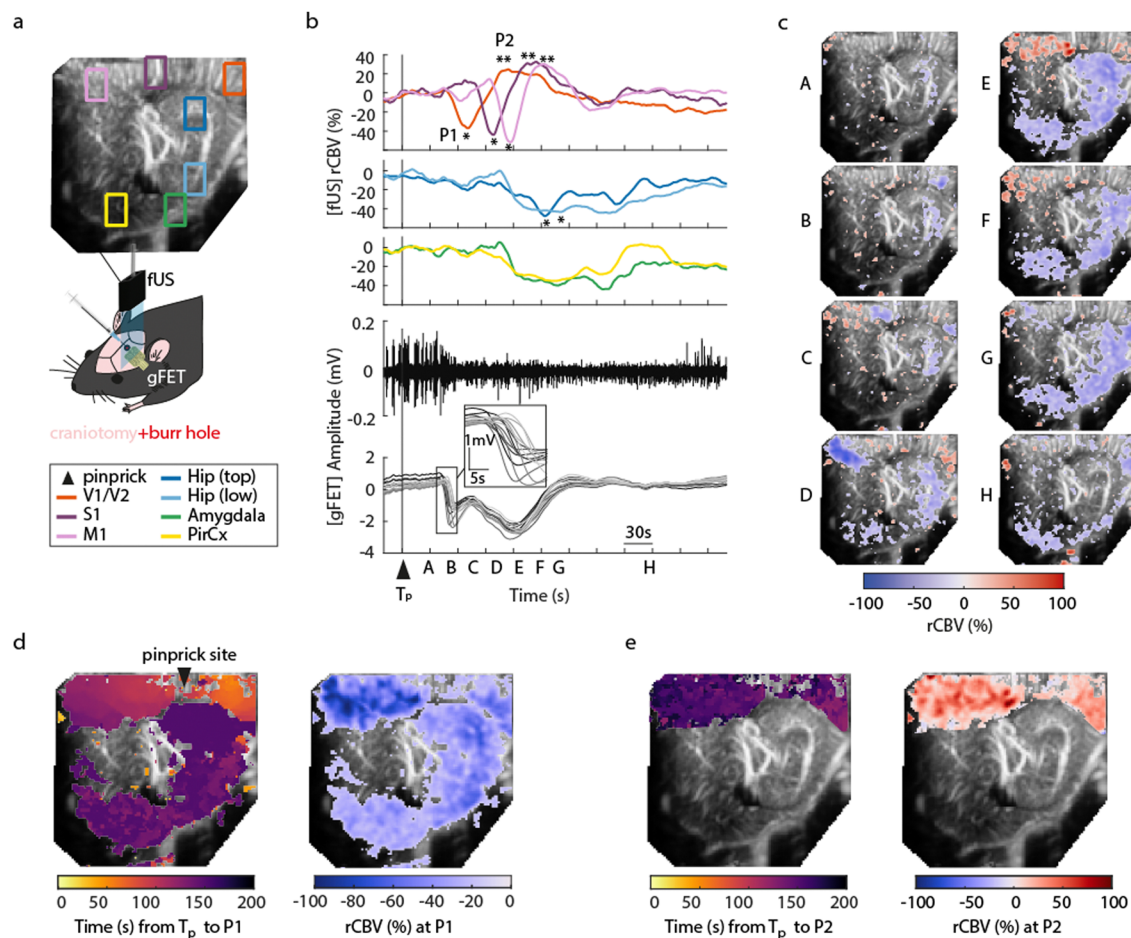 a
fUS
gFET
craniotomy+burr hole
pinprick
V1/V2
S1
M1
Hip (top)
Hip (low)
Amygdala
PirCx
b
P2
** ** **
P1
* * *
* *
40
20
0
-20
-40
-60
0
-20
-40
0
-20
-40
[fUS] rCBV (%)
0.2
0
-0.2
2
0
-2
-4
[gFET] Amplitude (mV)
1mV
5s
30s
A B C D E F G H
Tp
Time (s)
c
A
B
C
D
E
F
G
H
-100 -50 0 50 100
rCBV (%)
d
pinprick site
0 50 100 150 200
Time (s) from Tp to P1
-100 -80 -60 -40 -20 0
rCBV (%) at P1
e
0 50 100 150 200
Time (s) from Tp to P2
-100 -50 0 50 100
rCBV (%) at P2